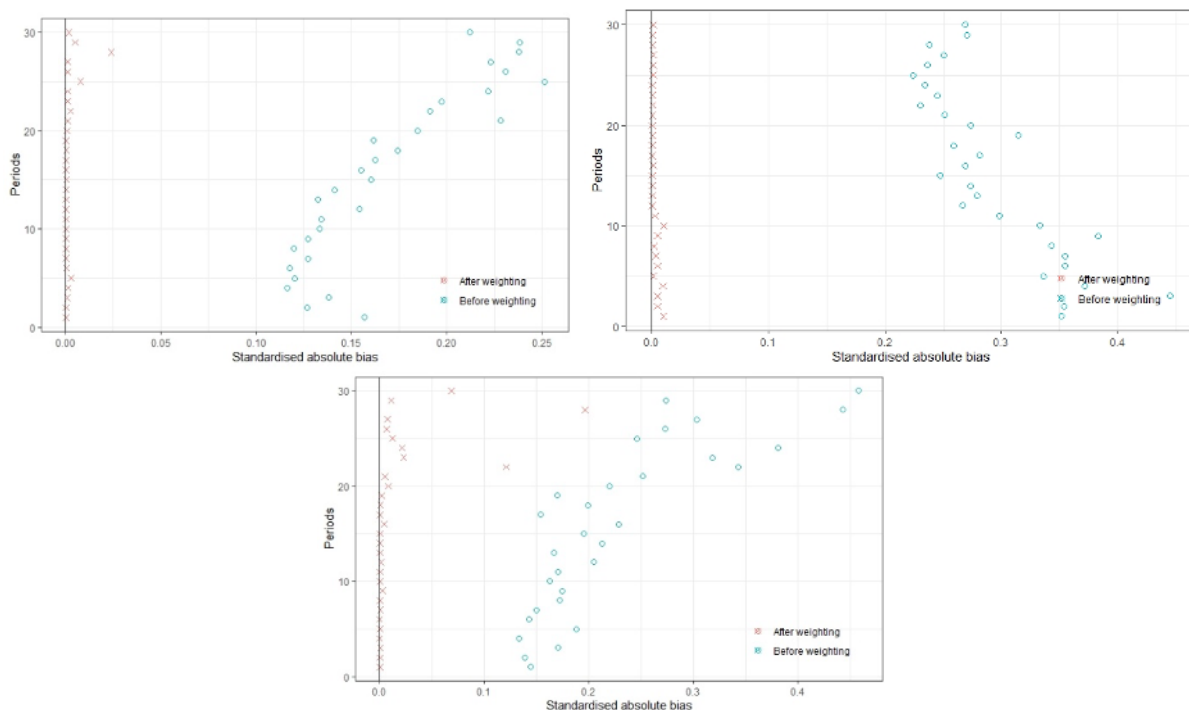 30
20
10
0
Periods
After weighting
Before weighting
0.00
0.05
0.10
0.15
0.20
0.25
Standardised absolute bias
30
20
10
0
Periods
After weighting
Before weighting
0.0
0.1
0.2
0.3
0.4
Standardised absolute bias
30
20
10
0
Periods
After weighting
Before weighting
0.0
0.1
0.2
0.3
0.4
Standardised absolute bias